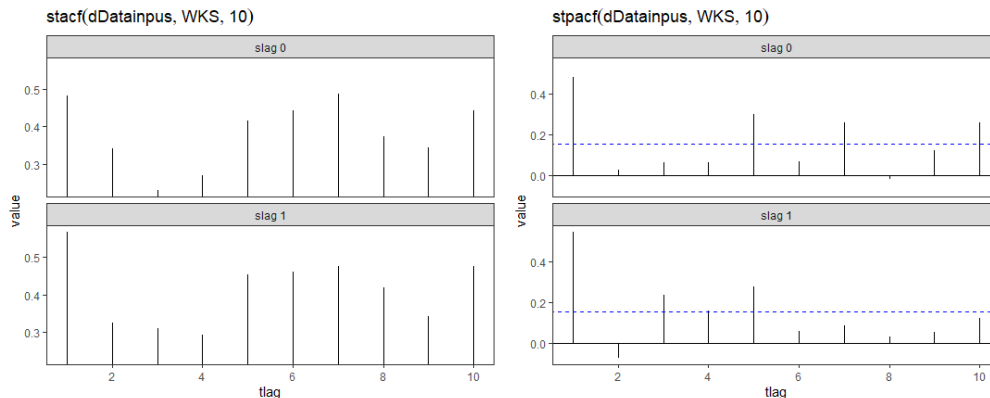 stacf(dDatainpus, WKS, 10)
slag 0
0.5
0.4
0.3
slag 1
0.5
0.4
0.3
value
2 4 6 8 10
tlag
stpacf(dDatainpus, WKS, 10)
slag 0
0.4
0.2
0.0
slag 1
0.4
0.2
0.0
value
2 4 6 8 10
tlag